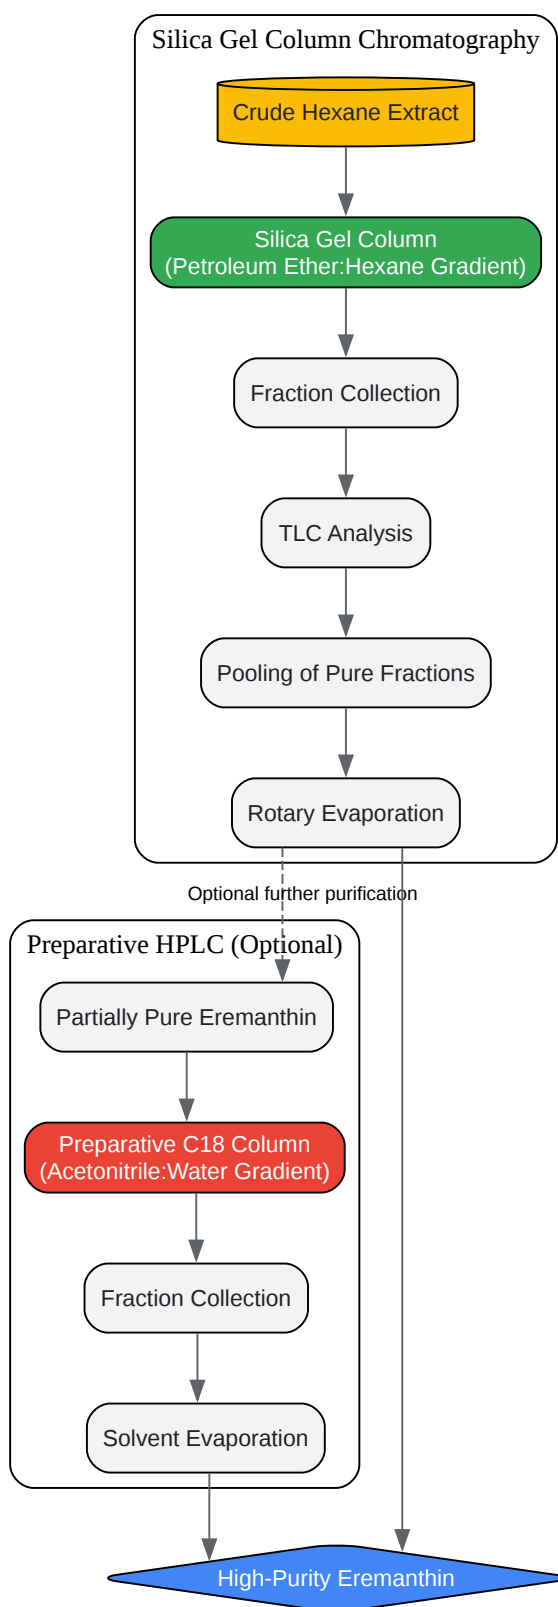 Silica Gel Column Chromatography
Crude Hexane Extract
Silica Gel Column
(Petroleum Ether:Hexane Gradient)
Fraction Collection
TLC Analysis
Pooling of Pure Fractions
Rotary Evaporation
Optional further purification
Preparative HPLC (Optional)
Partially Pure Eremanthin
Preparative C18 Column
(Acetonitrile:Water Gradient)
Fraction Collection
Solvent Evaporation
High-Purity Eremanthin